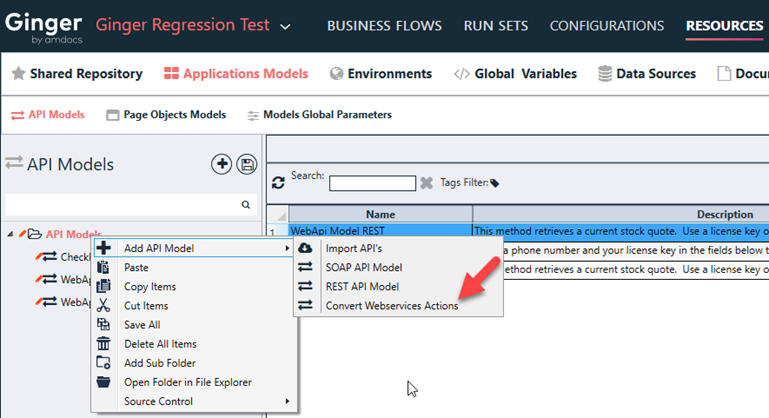 Ginger Ginger Regression Test BUSINESS FLOWS RUN SETS CONFIGURATIONS RESOURCES
by amdocs
Shared Repository Applications Models Environments Global Variables Data Sources Docu
API Models Page Objects Models Models Global Parameters
API Models
Search: Tags Filter:
Name Description
API Models
1 WebApi Model REST This method retrieves a current stock quote. Use a license key o
Add API Model Import API's
a phone number and your license key in the fields below t
Checkl
Paste SOAP API Model
ethod retrieves a current stock quote. Use a license key o
WebAp
Copy Items REST API Model
WebAp
Cut Items Convert Webservices Actions
Save All
Delete All Items
Add Sub Folder
Open Folder in File Explorer
Source Control